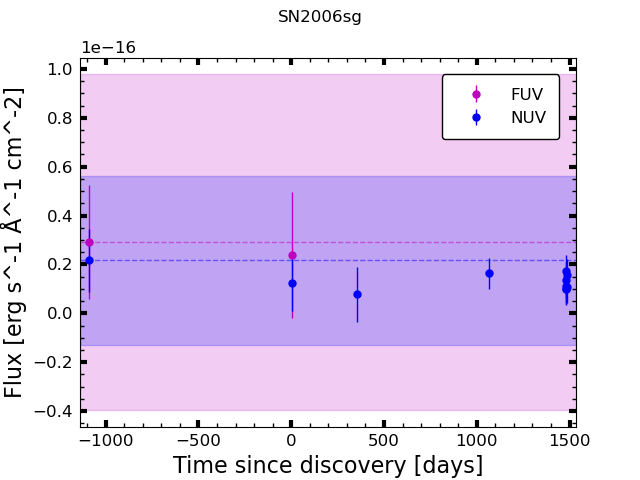 SN2006sg
1e−16
FUV
NUV
1.0
0.8
0.6
0.4
0.2
0.0
−0.2
−0.4
Flux [erg s^-1 Å^-1 cm^-2]
−1000 −500 0 500 1000 1500
Time since discovery [days]